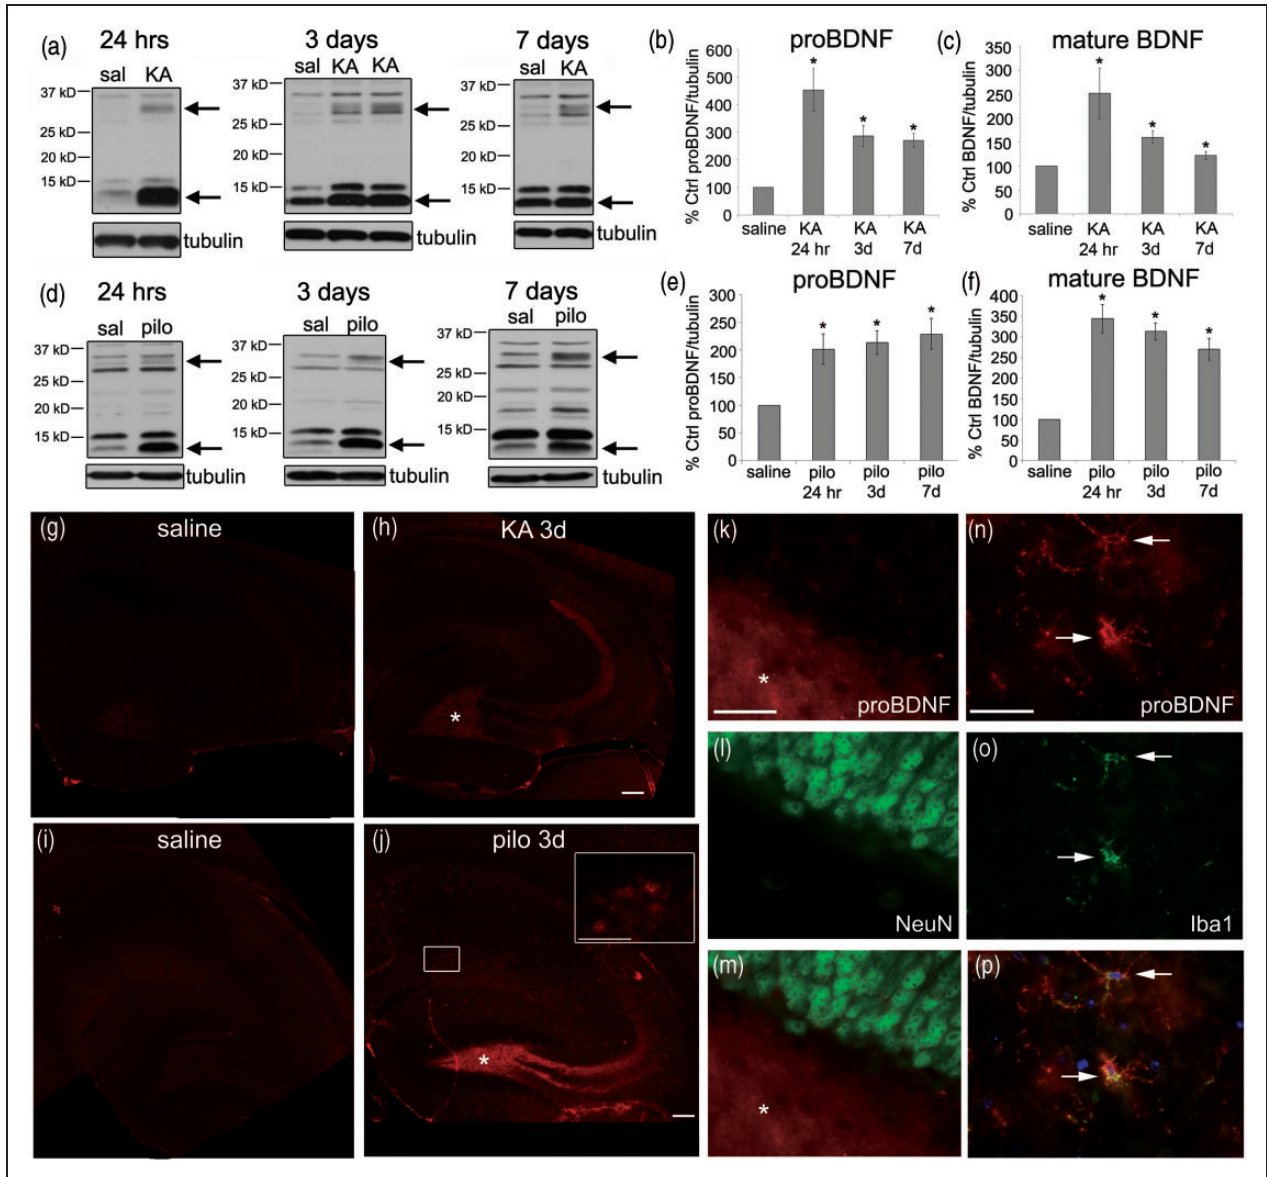 (a)
24 hrs
3 days
7 days
sal KA
sal KA KA
sal KA
37 kD
25 kD
20 kD
15 kD
37 kD
25 kD
20 kD
15 kD
37 kD
25 kD
20 kD
15 kD
tubulin
tubulin
tubulin
(b)
proBDNF
% Ctrl proBDNF/tubulin
600
500
400
300
200
100
0
*
*
*
saline
KA 24 hr
KA 3d
KA 7d
(c)
mature BDNF
% Ctrl BDNF/tubulin
350
300
250
200
150
100
50
0
*
*
*
saline
KA 24 hr
KA 3d
KA 7d
(d)
24 hrs
3 days
7 days
sal pilo
sal pilo
sal pilo
37 kD
25 kD
20 kD
15 kD
37 kD
25 kD
20 kD
15 kD
37 kD
25 kD
20 kD
15 kD
tubulin
tubulin
tubulin
(e)
proBDNF
% Ctrl proBDNF/tubulin
300
250
200
150
100
50
0
*
*
*
saline
pilo 24 hr
pilo 3d
pilo 7d
(f)
mature BDNF
% Ctrl BDNF/tubulin
400
350
300
250
200
150
100
50
0
*
*
*
saline
pilo 24 hr
pilo 3d
pilo 7d
(g)
saline
(h)
KA 3d
*
(i)
saline
(j)
pilo 3d
*
(k)
*
proBDNF
(l)
NeuN
(m)
*
(n)
proBDNF
(o)
Iba1
(p)